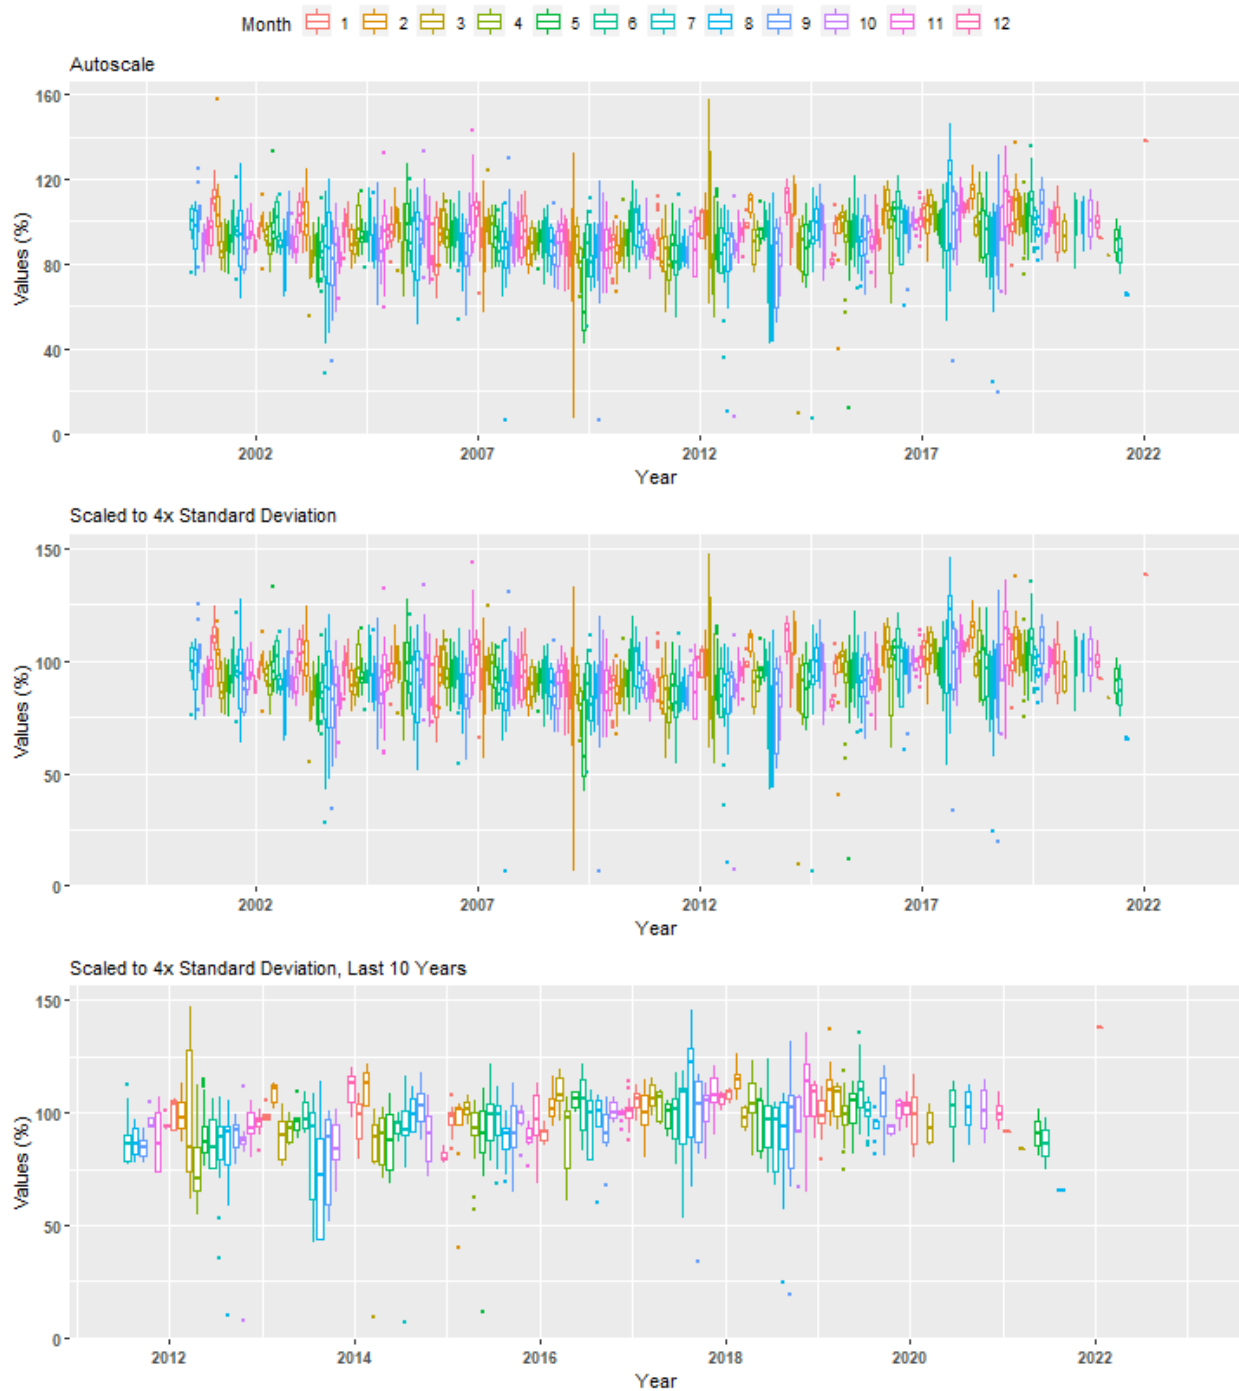 Month 1 2 3 4 5 6 7 8 9 10 11 12
Autoscale
160
120
80
40
0
Values (%)
2002 2007 2012 2017 2022
Year
Scaled to 4x Standard Deviation
150
100
50
0
Values (%)
2002 2007 2012 2017 2022
Year
Scaled to 4x Standard Deviation, Last 10 Years
150
100
50
0
Values (%)
2012 2014 2016 2018 2020 2022
Year